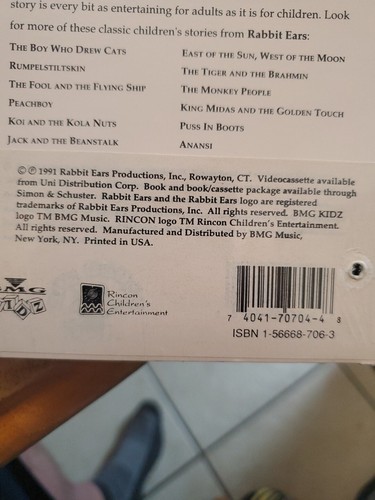 story is every bit as entertaining for adults as it is for children. Look
for more of these classic children's stories from Rabbit Ears:
THE BOY WHO DREW CATS
RUMPELSTILTSKIN
THE FOOL AND THE FLYING SHIP
PEACHBOY
KOI AND THE KOLA NUTS
JACK AND THE BEANSTALK
EAST OF THE SUN, WEST OF THE MOON
THE TIGER AND THE BRAHMIN
THE MONKEY PEOPLE
KING MIDAS AND THE GOLDEN TOUCH
PUSS IN BOOTS
ANANSI
© ℗ 1991 Rabbit Ears Productions, Inc., Rowayton, CT. Videocassette available
from Uni Distribution Corp. Book and book/cassette package available through
Simon & Schuster. Rabbit Ears and the Rabbit Ears logo are registered
trademarks of Rabbit Ears Productions, Inc. All rights reserved. BMG KIDZ
logo TM BMG Music. RINCON logo TM Rincon Children's Entertainment.
All rights reserved. Manufactured and Distributed by BMG Music,
New York, NY. Printed in USA.
BMG
KIDZ
Rincon
Children's
Entertainment
7 4041-70704-4 8
ISBN 1-56668-706-3